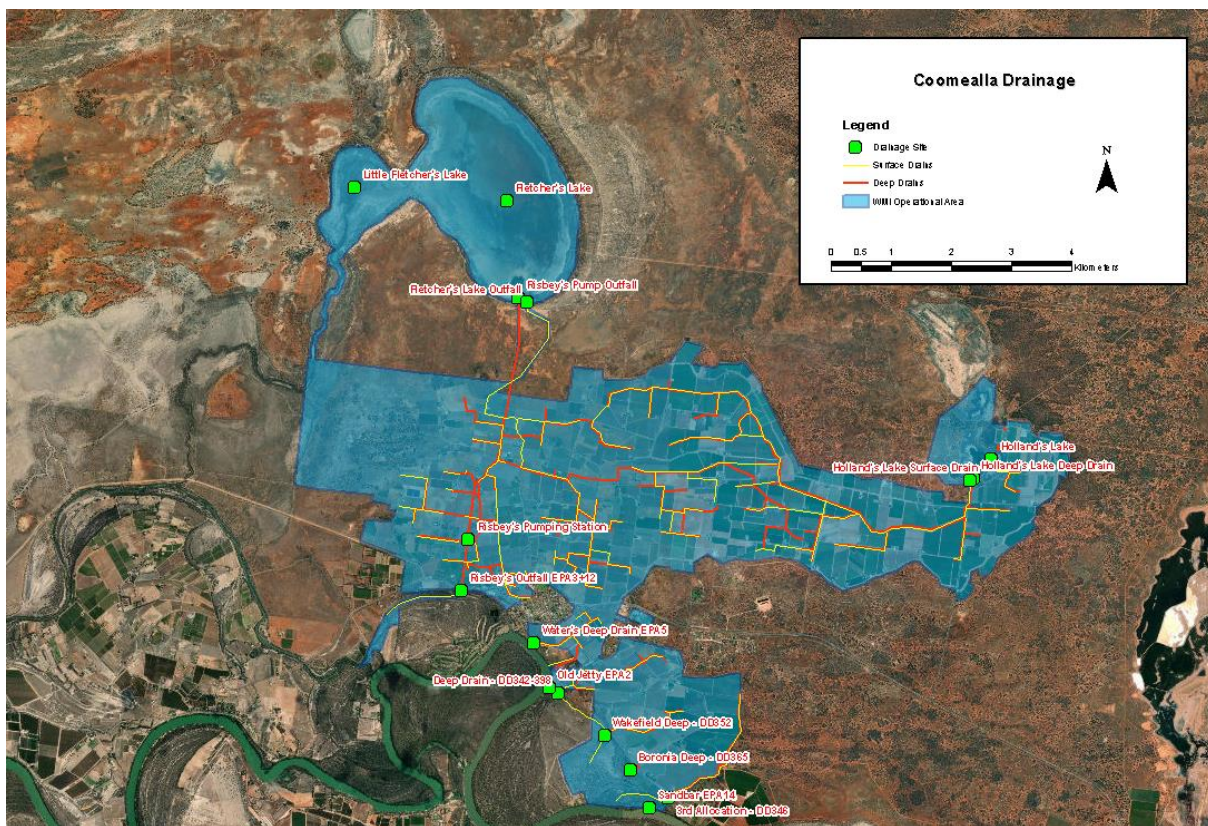 Coomealla Drainage
Legend
Drainage Site
Surface Drains
Deep Drains
WMI Operational Area
N
0 0.5 1 2 3 4
Kilometers
Little Fletcher's Lake
Fletcher's Lake
Fletcher's Lake Outfall
Risbey's Pump Outfall
Holland's Lake
Holland's Lake Surface Drain
Holland's Lake Deep Drain
Risbey's Pumping Station
Risbey's Outfall EPA3+12
Water's Deep Drain EPA5
Old Jetty EPA2
Deep Drain - DD342-398
Wakefield Deep - DD352
Boronia Deep - DD365
Sandbar EPA14
3rd Allocation - DD346